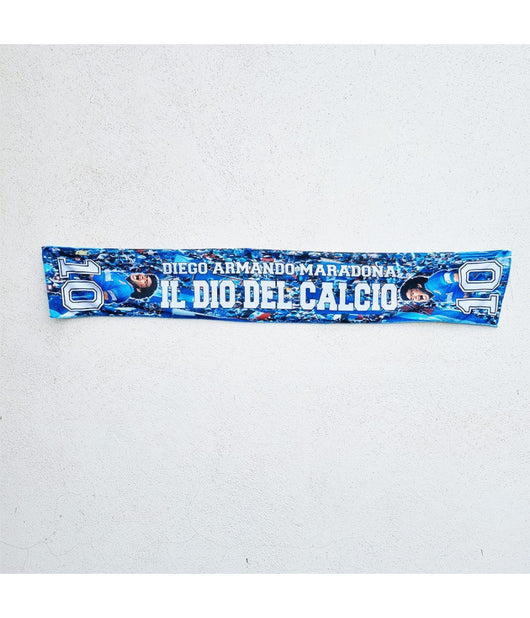 10
DIEGO ARMANDO MARADONA
IL DIO DEL CALCIO
10